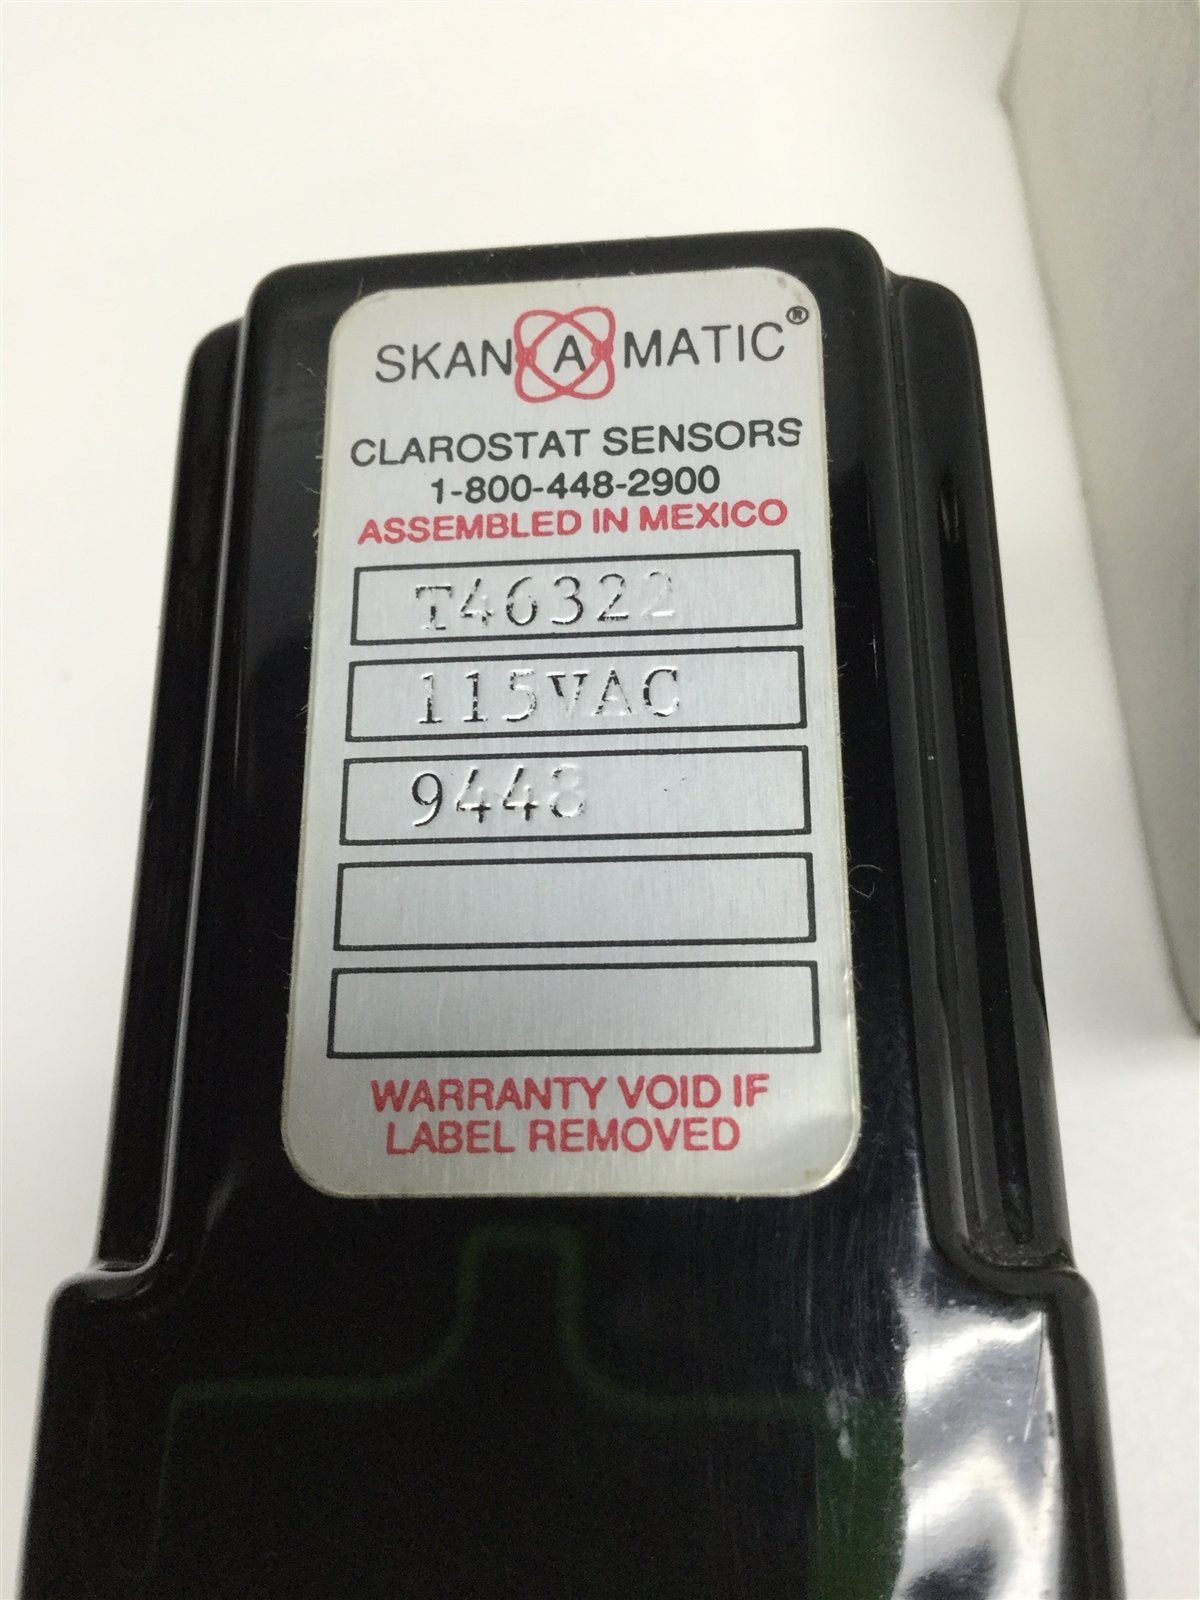 SKAN A MATIC®
CLAROSTAT SENSORS
1-800-448-2900
ASSEMBLED IN MEXICO
T46322
115VAC
9448
WARRANTY VOID IF
LABEL REMOVED